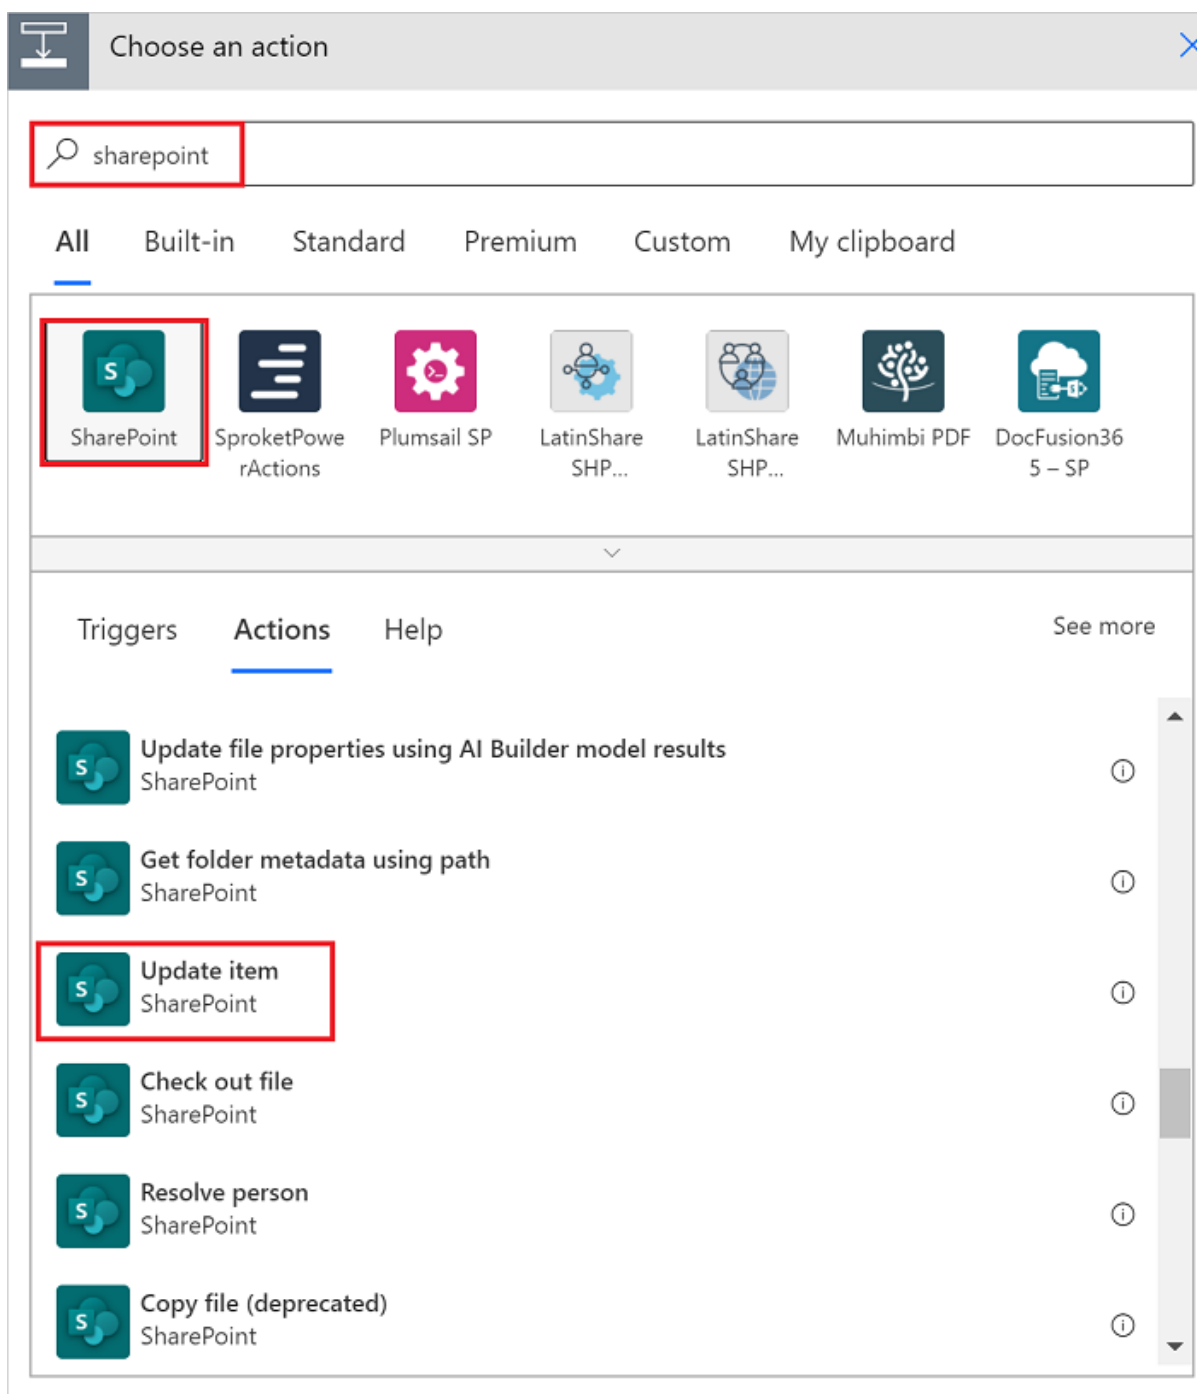 Choose an action
sharepoint
All Built-in Standard Premium Custom My clipboard
SharePoint SproketPowe Plumsail SP LatinShare LatinShare Muhimbi PDF DocFusion36
rActions SHP... SHP... 5 – SP
Triggers Actions Help See more
Update file properties using AI Builder model results
SharePoint
Get folder metadata using path
SharePoint
Update item
SharePoint
Check out file
SharePoint
Resolve person
SharePoint
Copy file (deprecated)
SharePoint